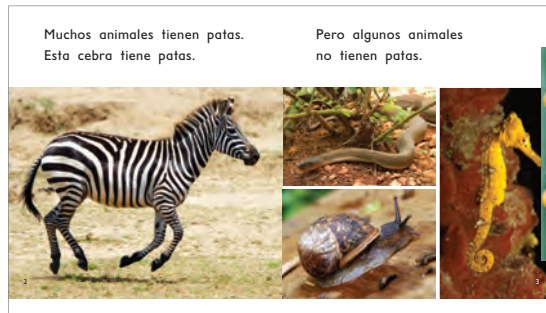 Muchos animales tienen patas.
Esta cebra tiene patas.
Pero algunos animales
no tienen patas.
2
3